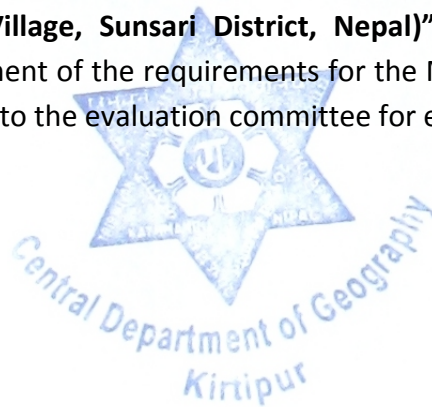 Village, Sunsari District, Nepal)”
ment of the requirements for the
to the evaluation committee for e
Central Department of Geography
Kirtipur